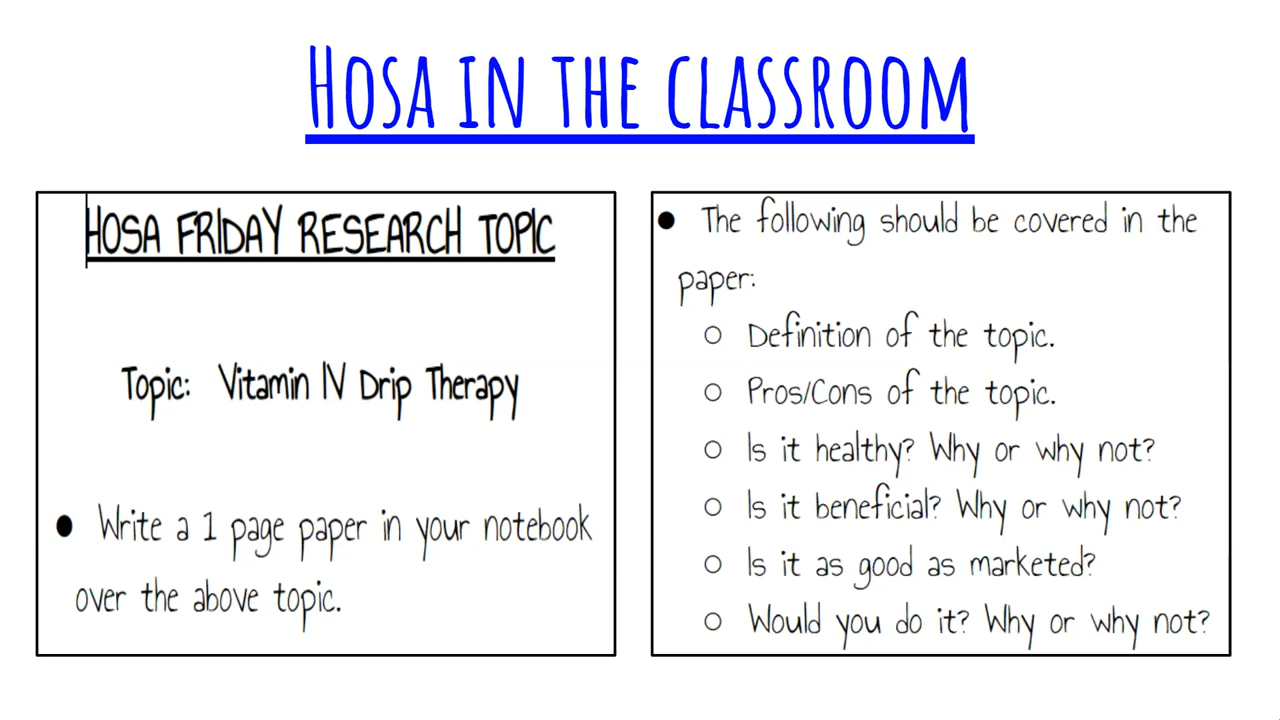 HOSA IN THE CLASSROOM
HOSA FRIDAY RESEARCH TOPIC
Topic: Vitamin IV Drip Therapy
● Write a 1 page paper in your notebook
over the above topic.
● The following should be covered in the
paper:
○ Definition of the topic.
○ Pros/Cons of the topic.
○ Is it healthy? Why or why not?
○ Is it beneficial? Why or why not?
○ Is it as good as marketed?
○ Would you do it? Why or why not?